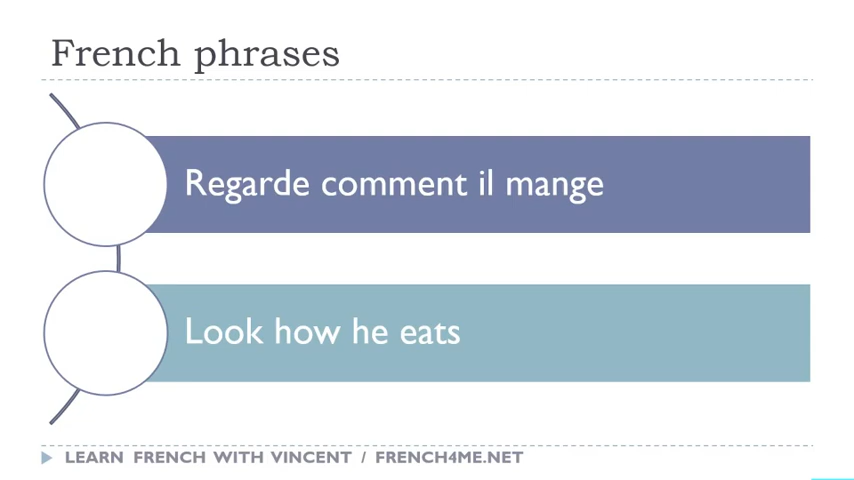 French phrases
Regarde comment il mange
Look how he eats
LEARN FRENCH WITH VINCENT / FRENCH4ME.NET